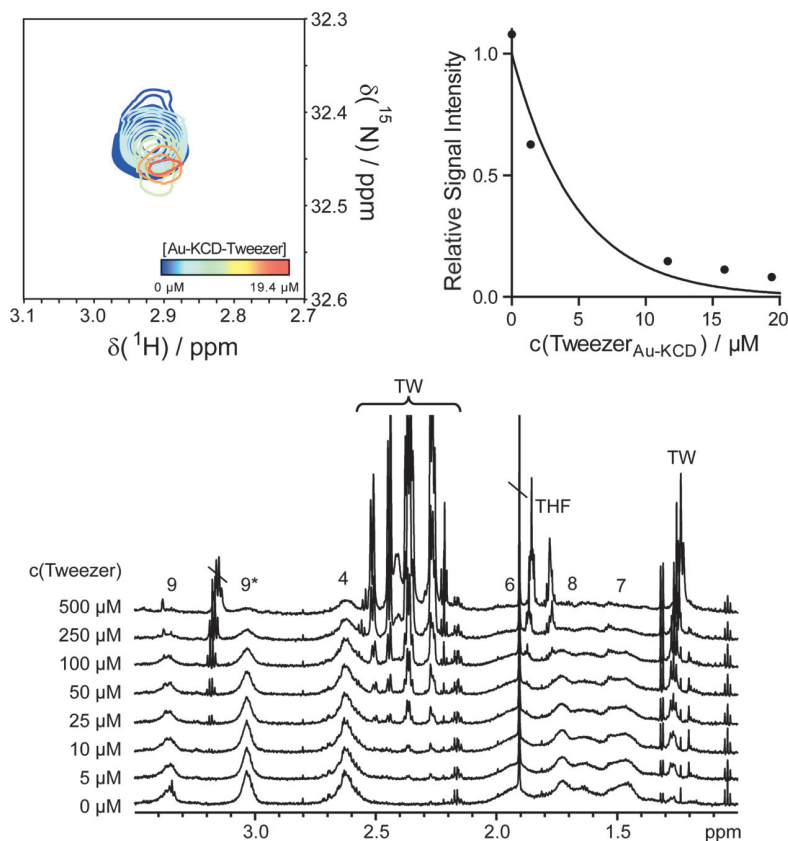 32.3
32.4
32.5
32.6
δ(¹⁵N) / ppm
[Au-KCD-Tweezer]
0 µM 19.4 µM
3.1 3.0 2.9 2.8 2.7
δ(¹H) / ppm
Relative Signal Intensity
1.0
0.5
0.0
0 5 10 15 20
c(Tweezer_Au-KCD) / µM
TW
TW
THF
c(Tweezer)
9 9* 4 6 8 7
500 µM
250 µM
100 µM
50 µM
25 µM
10 µM
5 µM
0 µM
3.0 2.5 2.0 1.5 ppm